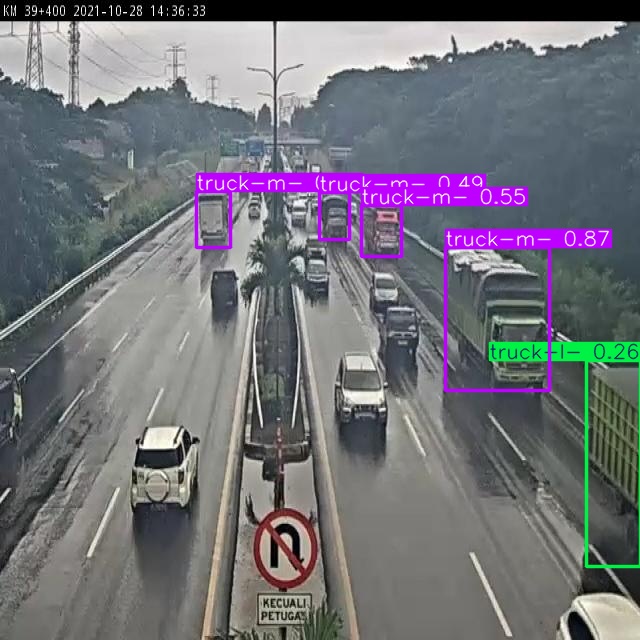 KM 39+400 2021-10-28 14:36:33
truck-m-
truck-m- 0.49
truck-m- 0.55
truck-m- 0.87
truck-l- 0.26
KECUALI
PETUGAS